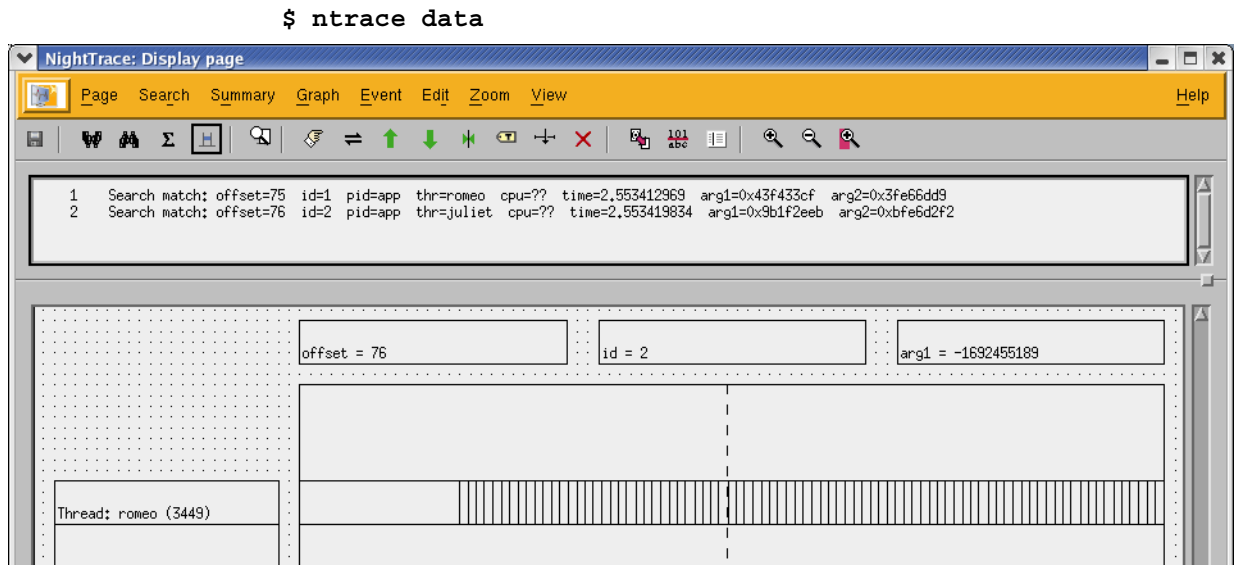 $ ntrace data
NightTrace: Display page
Page Search Summary Graph Event Edit Zoom View Help
Σ T 101 abc
1 Search match: offset=75 id=1 pid=app thr=romeo cpu=?? time=2.553412969 arg1=0x43f433cf arg2=0x3fe66dd9
2 Search match: offset=76 id=2 pid=app thr=juliet cpu=?? time=2.553419834 arg1=0x9b1f2eeb arg2=0xbfe6d2f2
offset = 76 id = 2 arg1 = -1692455189
Thread: romeo (3449)